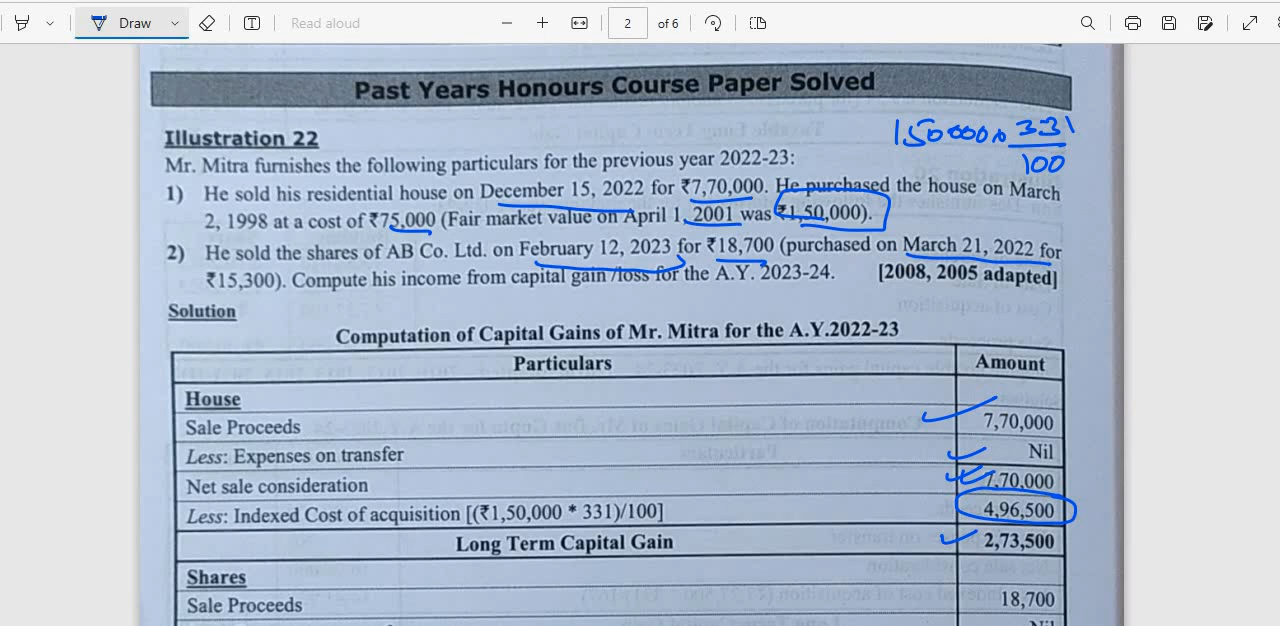 Draw
Read aloud
2 of 6
Past Years Honours Course Paper Solved
150000 × 331
100
Illustration 22
Mr. Mitra furnishes the following particulars for the previous year 2022-23:
1) He sold his residential house on December 15, 2022 for ₹7,70,000. He purchased the house on March
2, 1998 at a cost of ₹75,000 (Fair market value on April 1, 2001 was ₹1,50,000).
2) He sold the shares of AB Co. Ltd. on February 12, 2023 for ₹18,700 (purchased on March 21, 2022 for
₹15,300). Compute his income from capital gain /loss for the A.Y. 2023-24. [2008, 2005 adapted]
Solution
Computation of Capital Gains of Mr. Mitra for the A.Y.2022-23
Particulars Amount
House
Sale Proceeds 7,70,000
Less: Expenses on transfer Nil
Net sale consideration 7,70,000
Less: Indexed Cost of acquisition [(₹1,50,000 * 331)/100] 4,96,500
Long Term Capital Gain 2,73,500
Shares
Sale Proceeds 18,700